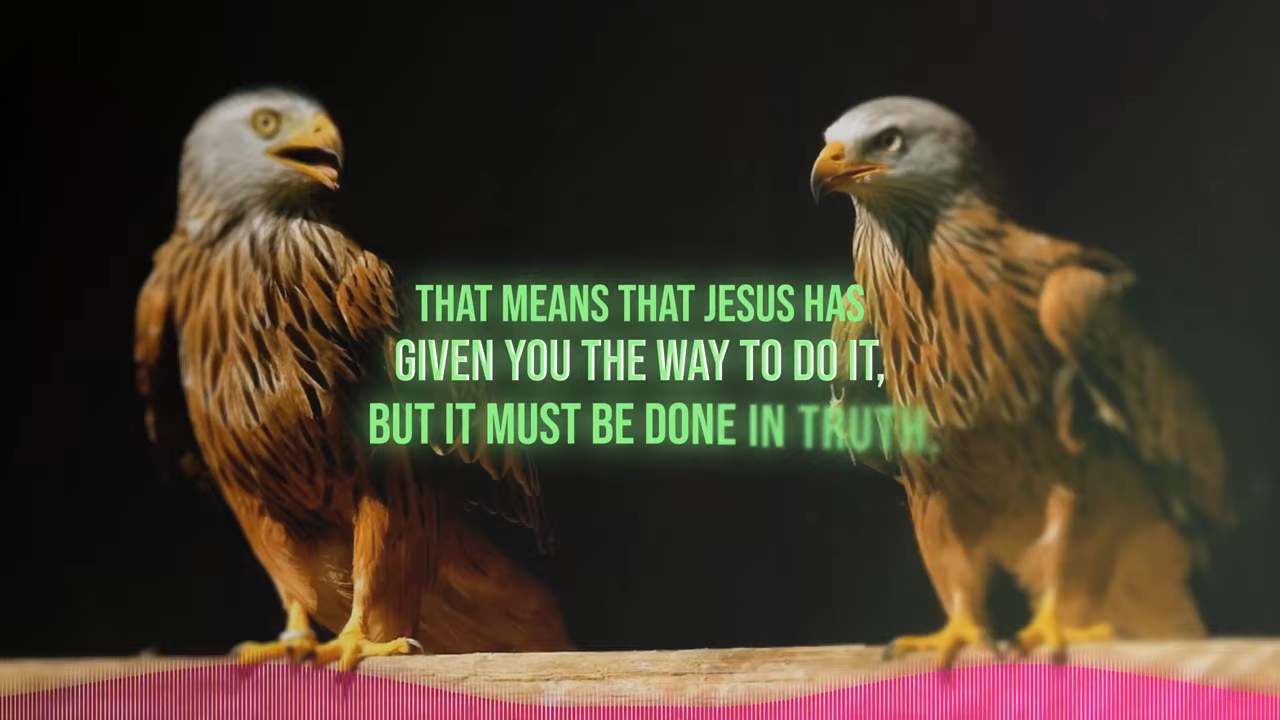 THAT MEANS THAT JESUS HAS
GIVEN YOU THE WAY TO DO IT,
BUT IT MUST BE DONE IN TRUTH.